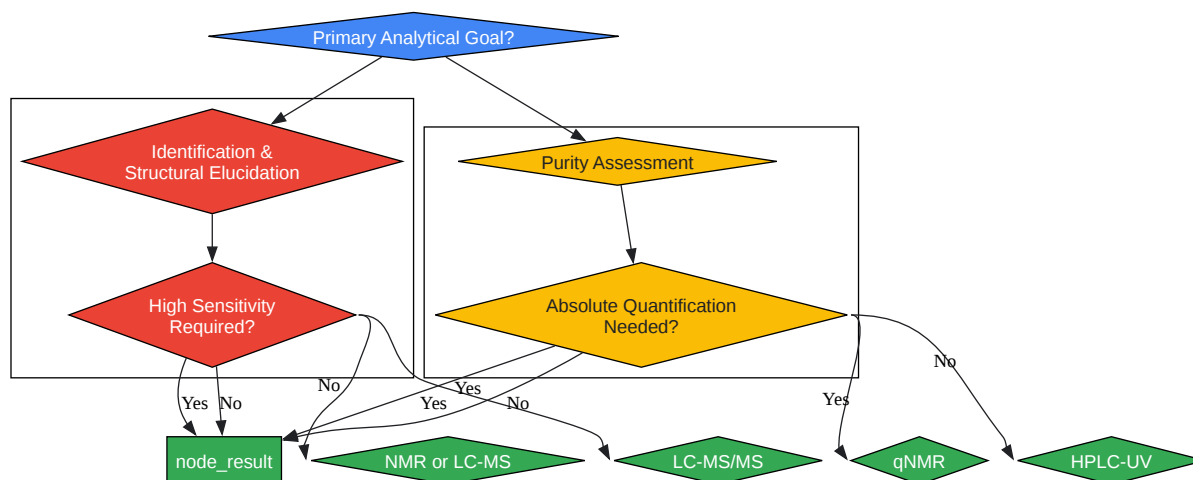 Primary Analytical Goal?
Identification &
Structural Elucidation
Purity Assessment
High Sensitivity
Required?
Absolute Quantification
Needed?
Yes
No
No
Yes
Yes
No
Yes
No
node_result
NMR or LC-MS
LC-MS/MS
qNMR
HPLC-UV